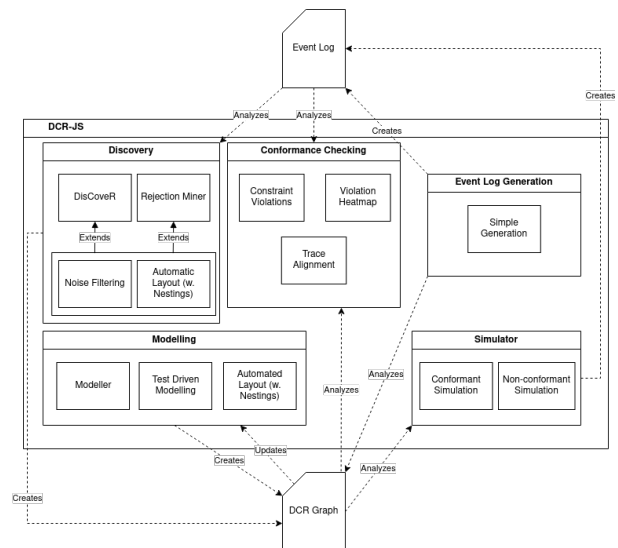 Event Log
Creates
Analyzes
Analyzes
Creates
DCR-JS
Discovery
DisCoveR
Rejection Miner
Extends
Extends
Noise Filtering
Automatic
Layout (w.
Nestings)
Conformance Checking
Constraint
Violations
Violation
Heatmap
Trace
Alignment
Event Log Generation
Simple
Generation
Modelling
Modeller
Test Driven
Modelling
Automated
Layout (w.
Nestings)
Analyzes
Analyzes
Simulator
Conformant
Simulation
Non-conformant
Simulation
Updates
Creates
Analyzes
Creates
DCR Graph